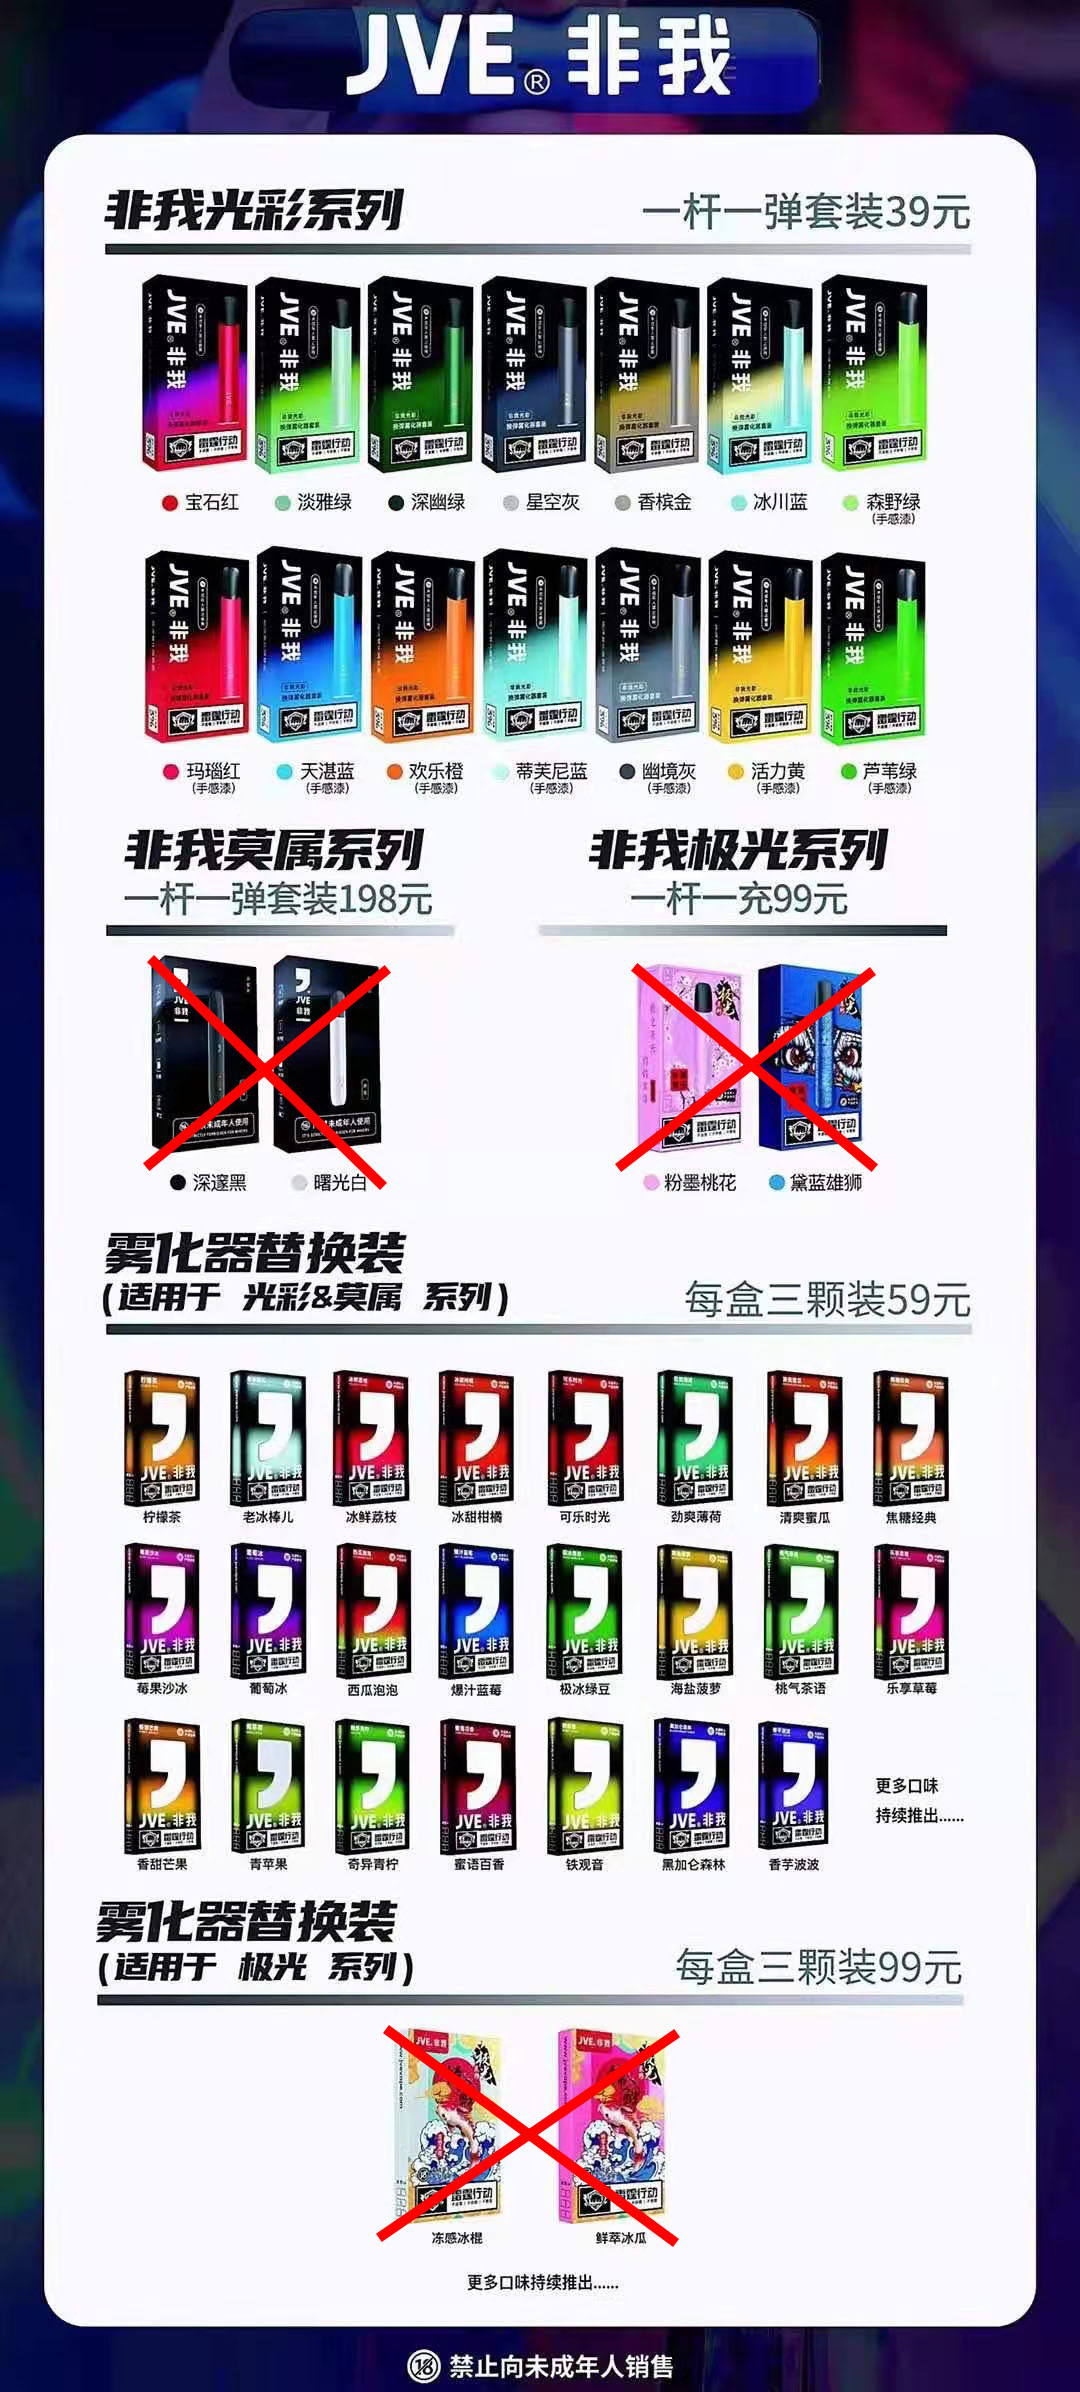 JVE®非我
非我光彩系列
一杆一弹套装39元
宝石红
淡雅绿
深幽绿
星空灰
香槟金
冰川蓝
森野绿
(手感漆)
玛瑙红
(手感漆)
天湛蓝
(手感漆)
欢乐橙
(手感漆)
蒂芙尼蓝
(手感漆)
幽境灰
(手感漆)
活力黄
(手感漆)
芦苇绿
(手感漆)
非我莫属系列
一杆一弹套装198元
非我极光系列
一杆一充99元
深邃黑
曙光白
粉墨桃花
黛蓝雄狮
雾化器替换装
(适用于 光彩&莫属 系列)
每盒三颗装59元
柠檬茶
老冰棒儿
冰鲜荔枝
冰甜柑橘
可乐时光
劲爽薄荷
清爽蜜瓜
焦糖经典
莓果沙冰
葡萄冰
西瓜泡泡
爆汁蓝莓
极冰绿豆
海盐菠萝
桃气茶语
乐享草莓
香甜芒果
青苹果
奇异青柠
蜜语百香
铁观音
黑加仑森林
香芋波波
更多口味
持续推出......
雾化器替换装
(适用于 极光 系列)
每盒三颗装99元
冻感冰棍
鲜萃冰瓜
更多口味持续推出......
18 禁止向未成年人销售